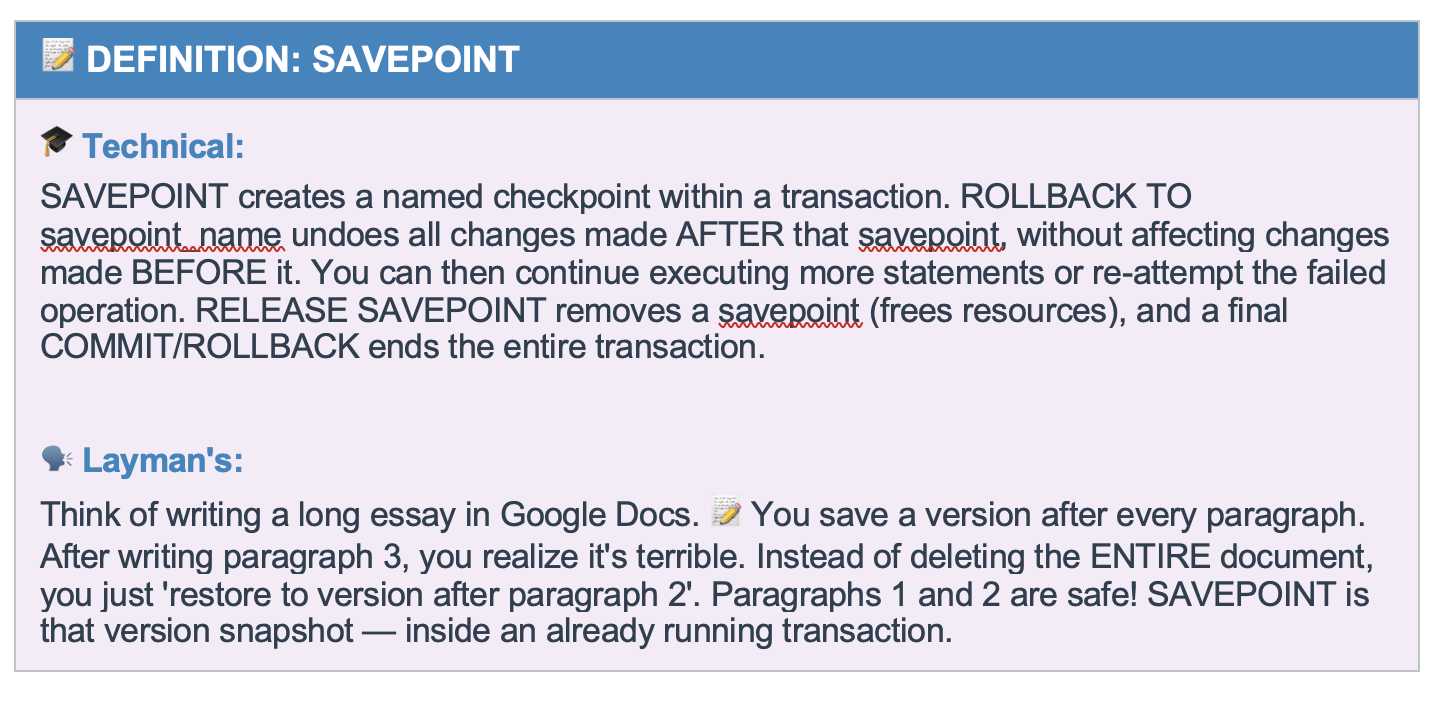 📝 DEFINITION: SAVEPOINT
🎓 Technical:
SAVEPOINT creates a named checkpoint within a transaction. ROLLBACK TO
savepoint_name undoes all changes made AFTER that savepoint, without affecting changes
made BEFORE it. You can then continue executing more statements or re-attempt the failed
operation. RELEASE SAVEPOINT removes a savepoint (frees resources), and a final
COMMIT/ROLLBACK ends the entire transaction.
🗣️ Layman's:
Think of writing a long essay in Google Docs. 📝 You save a version after every paragraph.
After writing paragraph 3, you realize it's terrible. Instead of deleting the ENTIRE document,
you just 'restore to version after paragraph 2'. Paragraphs 1 and 2 are safe! SAVEPOINT is
that version snapshot — inside an already running transaction.